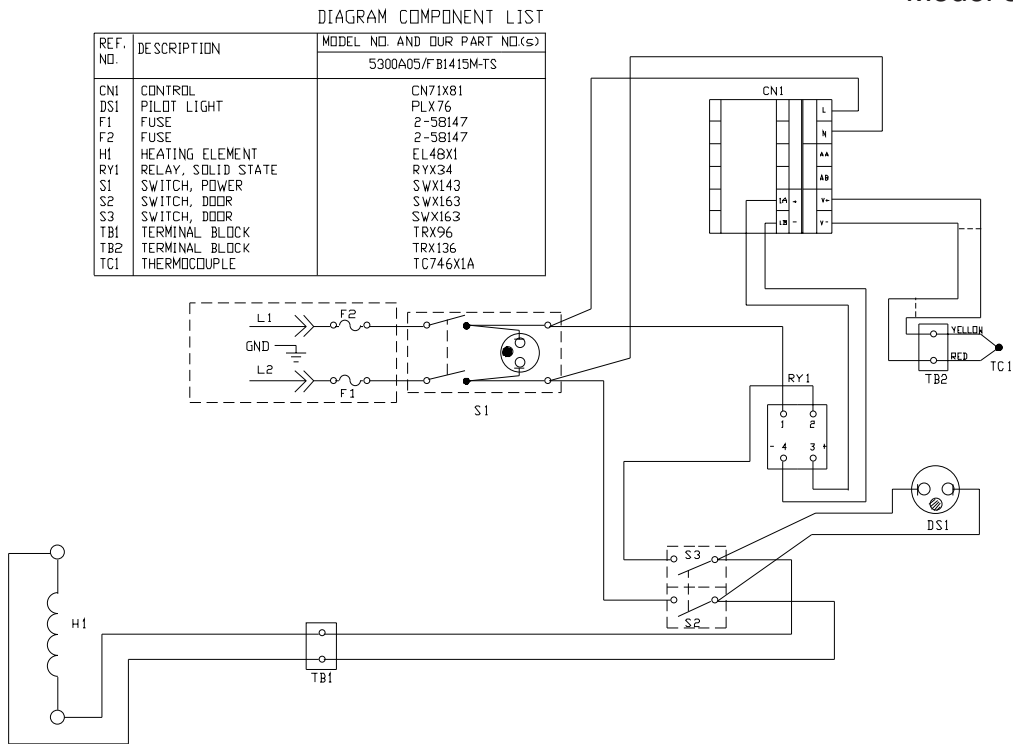 DIAGRAM COMPONENT LIST
REF. NO. DESCRIPTION MODEL NO. AND OUR PART NO.(s)
5300A05/FB1415M-TS
CN1 CONTROL CN71X81
DS1 PILOT LIGHT PLX76
F1 FUSE 2-58147
F2 FUSE 2-58147
H1 HEATING ELEMENT EL48X1
RY1 RELAY, SOLID STATE RYX34
S1 SWITCH, POWER SWX143
S2 SWITCH, DOOR SWX163
S3 SWITCH, DOOR SWX163
TB1 TERMINAL BLOCK TRX96
TB2 TERMINAL BLOCK TRX136
TC1 THERMOCOUPLE TC746X1A
CN1
L
N
AA
AB
1A + V+
1B - V-
L1
F2
GND
L2
F1
S1
YELLOW
RED
TB2
TC1
RY1
1 2
- 4 3 +
DS1
S3
S2
H1
TB1